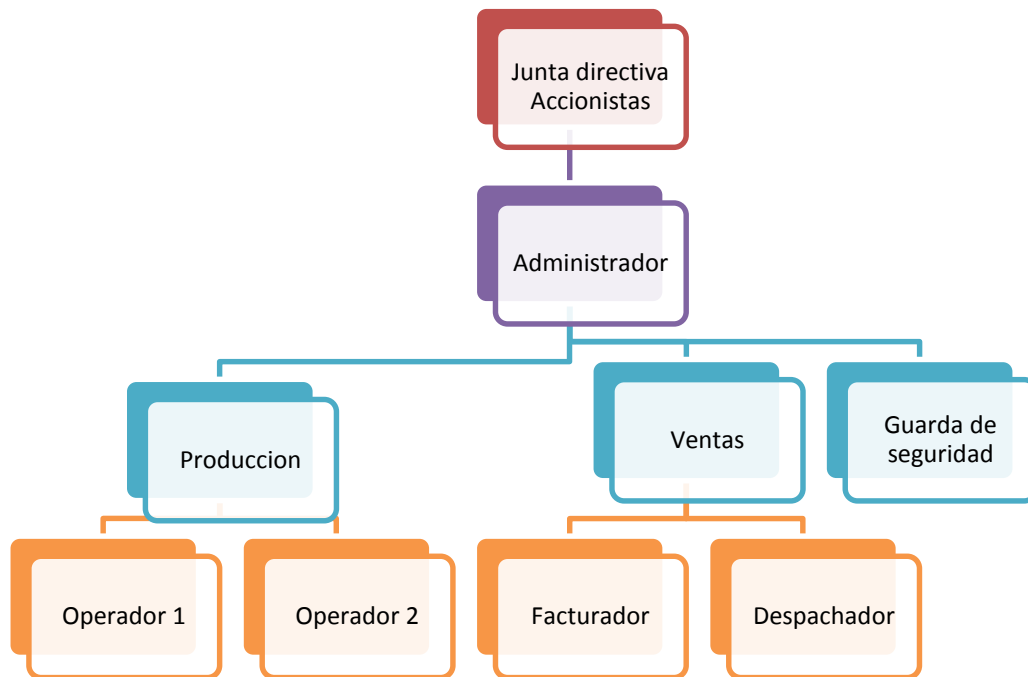 Junta directiva
Accionistas
Administrador
Produccion
Ventas
Guarda de
seguridad
Operador 1
Operador 2
Facturador
Despachador